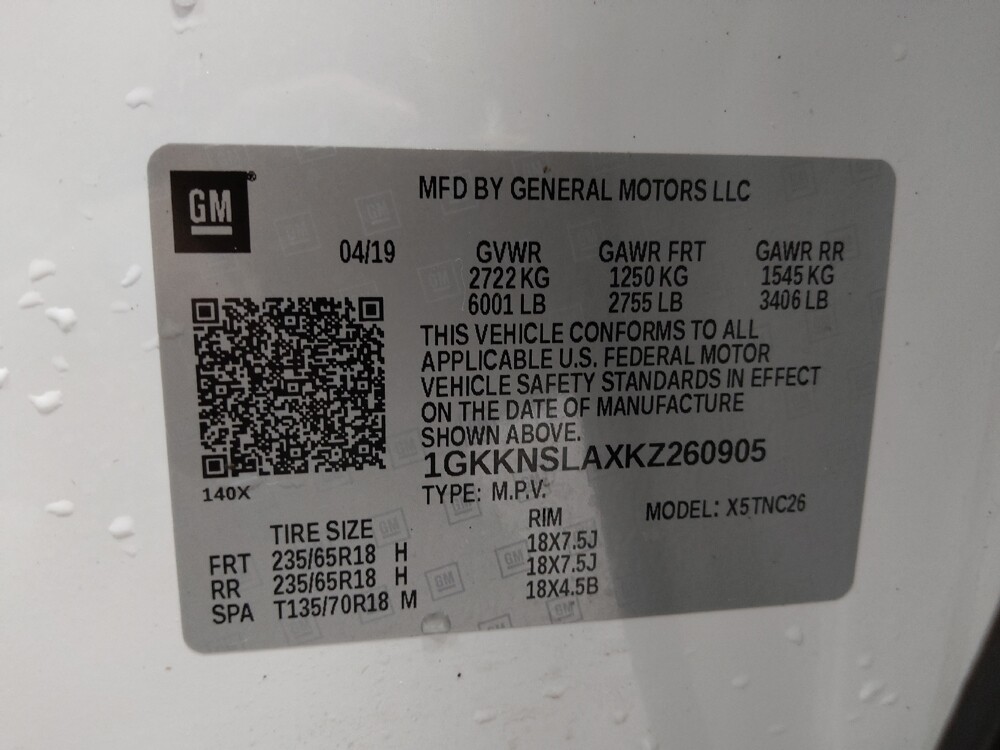 GM®
MFD BY GENERAL MOTORS LLC
04/19
GVWR GAWR FRT GAWR RR
2722 KG 1250 KG 1545 KG
6001 LB 2755 LB 3406 LB
THIS VEHICLE CONFORMS TO ALL
APPLICABLE U.S. FEDERAL MOTOR
VEHICLE SAFETY STANDARDS IN EFFECT
ON THE DATE OF MANUFACTURE
SHOWN ABOVE.
1GKKNSLAXKZ260905
140X
TYPE: M.P.V.
MODEL: X5TNC26
TIRE SIZE RIM
FRT 235/65R18 H 18X7.5J
RR 235/65R18 H 18X7.5J
SPA T135/70R18 M 18X4.5B